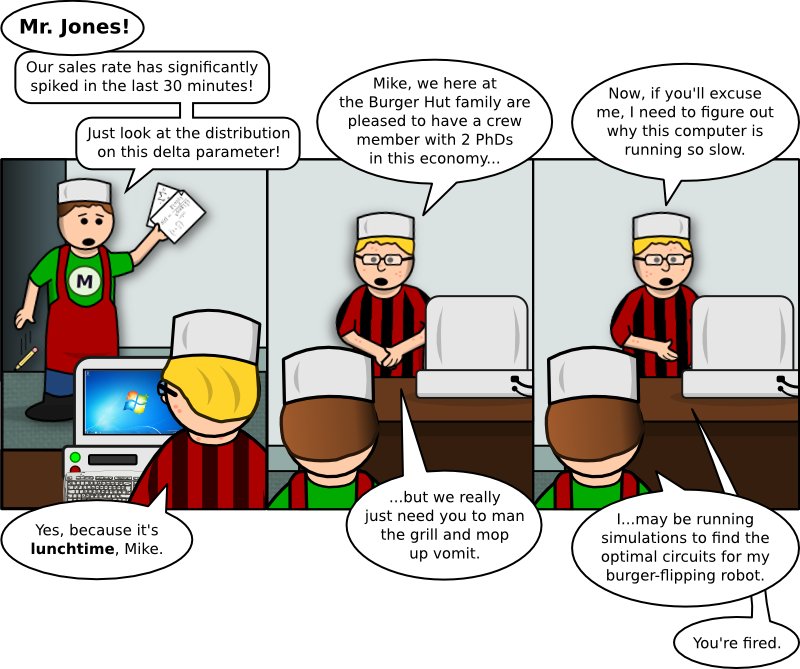 Mr. Jones!
Our sales rate has significantly
spiked in the last 30 minutes!
Just look at the distribution
on this delta parameter!
M
Yes, because it's
lunchtime, Mike.
Mike, we here at
the Burger Hut family are
pleased to have a crew
member with 2 PhDs
in this economy...
...but we really
just need you to man
the grill and mop
up vomit.
Now, if you'll excuse
me, I need to figure out
why this computer is
running so slow.
I...may be running
simulations to find the
optimal circuits for my
burger-flipping robot.
You're fired.